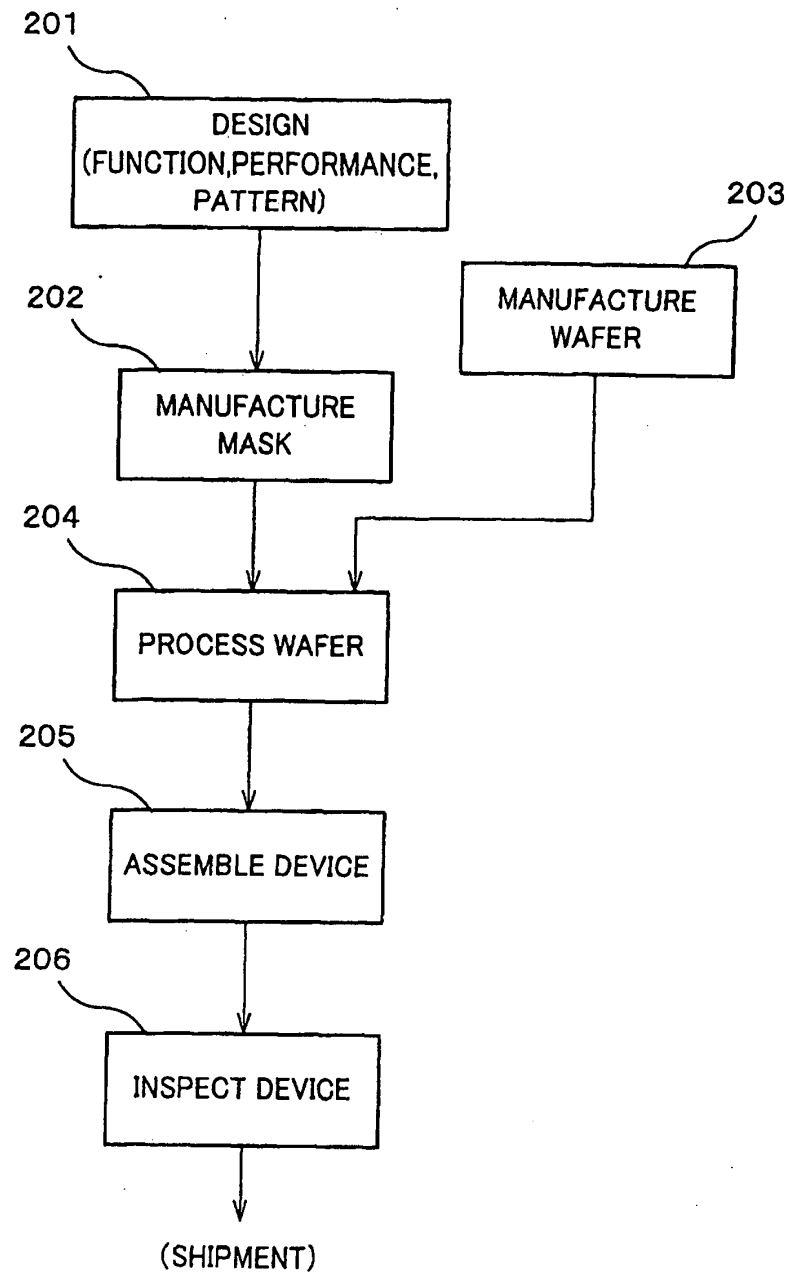 201
DESIGN
(FUNCTION,PERFORMANCE,
PATTERN)
203
MANUFACTURE
WAFER
202
MANUFACTURE
MASK
204
PROCESS WAFER
205
ASSEMBLE DEVICE
206
INSPECT DEVICE
(SHIPMENT)